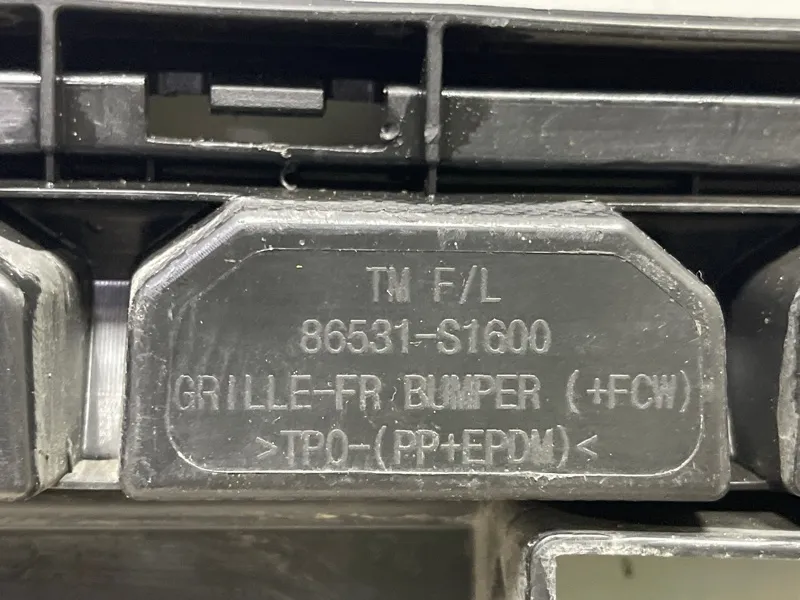 TM F/L
86531-S1600
GRILLE-FR BUMPER (+FCW)
>TPO-(PP+EPDM)<